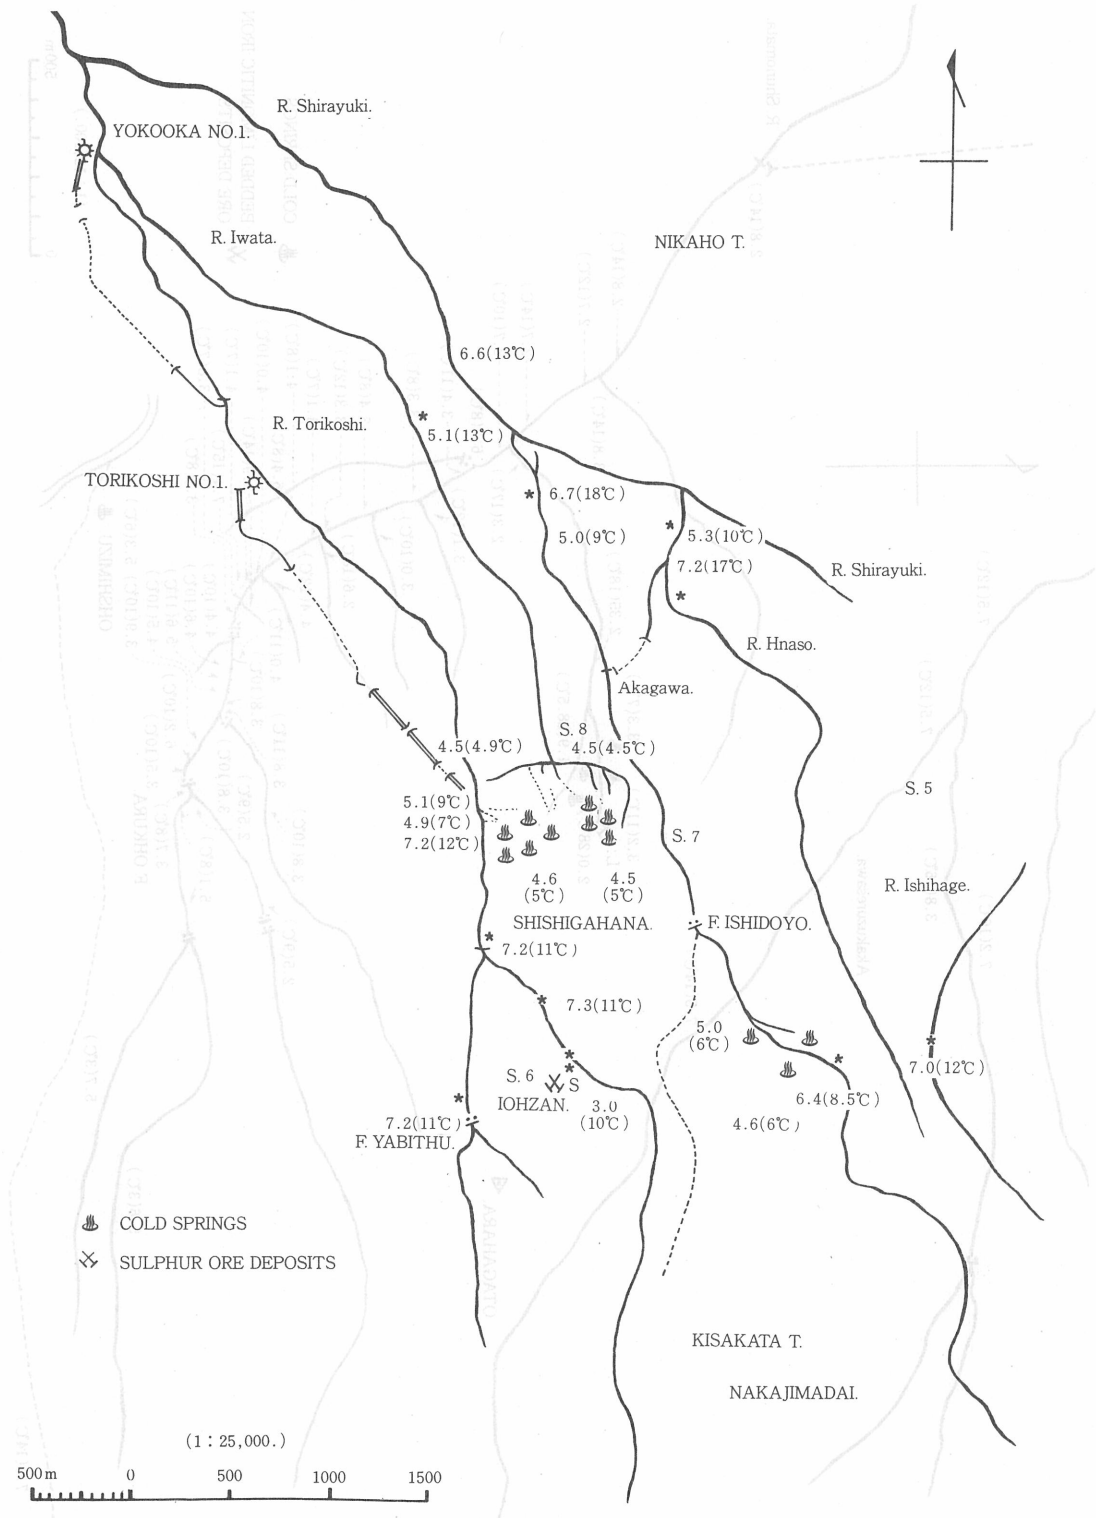 R. Shirayuki.
YOKOOKA NO.1.
R. Iwata.
NIKAHO T.
6.6(13℃)
R. Torikoshi.
5.1(13℃)
TORIKOSHI NO.1.
6.7(18℃)
5.0(9℃)
5.3(10℃)
7.2(17℃)
R. Shirayuki.
R. Hnaso.
Akagawa.
S. 8
4.5(4.9℃)
4.5(4.5℃)
S. 5
5.1(9℃)
4.9(7℃)
7.2(12℃)
S. 7
4.6
(5℃)
4.5
(5℃)
R. Ishihage.
SHISHIGAHANA.
F. ISHIDOYO.
7.2(11℃)
7.3(11℃)
5.0
(6℃)
7.0(12℃)
S. 6
S
IOHZAN.
3.0
(10℃)
6.4(8.5℃)
4.6(6℃)
7.2(11℃)
F. YABITHU.
COLD SPRINGS
SULPHUR ORE DEPOSITS
KISAKATA T.
NAKAJIMADAI.
(1：25,000.)
500m 0 500 1000 1500